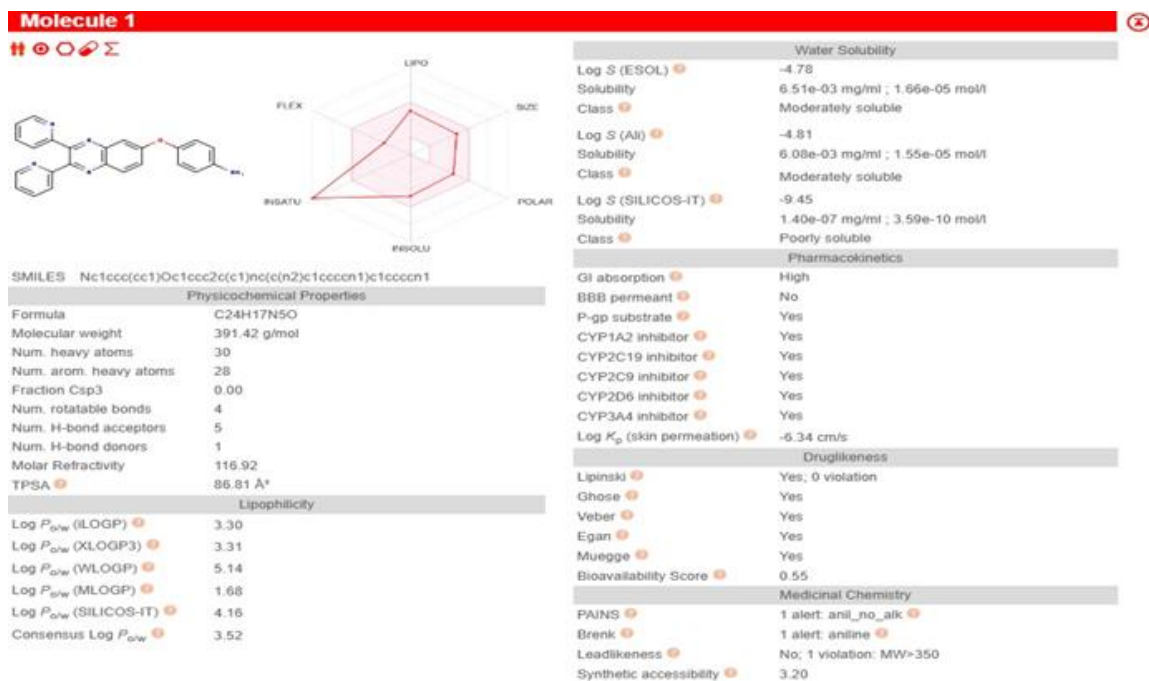 Molecule 1
LIPO
FLEX
SIZE
INSATU
POLAR
INSOLU
SMILES Nc1ccc(cc1)Oc1ccc2c(c1)nc(c(n2)c1ccccn1)c1ccccn1
Physicochemical Properties
Formula C24H17N5O
Molecular weight 391.42 g/mol
Num. heavy atoms 30
Num. arom. heavy atoms 28
Fraction Csp3 0.00
Num. rotatable bonds 4
Num. H-bond acceptors 5
Num. H-bond donors 1
Molar Refractivity 116.92
TPSA 86.81 Å²
Lipophilicity
Log Po/w (iLOGP) 3.30
Log Po/w (XLOGP3) 3.31
Log Po/w (WLOGP) 5.14
Log Po/w (MLOGP) 1.68
Log Po/w (SILICOS-IT) 4.16
Consensus Log Po/w 3.52
Water Solubility
Log S (ESOL) -4.78
Solubility 6.51e-03 mg/ml ; 1.66e-05 mol/l
Class Moderately soluble
Log S (Ali) -4.81
Solubility 6.08e-03 mg/ml ; 1.55e-05 mol/l
Class Moderately soluble
Log S (SILICOS-IT) -9.45
Solubility 1.40e-07 mg/ml ; 3.59e-10 mol/l
Class Poorly soluble
Pharmacokinetics
GI absorption High
BBB permeant No
P-gp substrate Yes
CYP1A2 inhibitor Yes
CYP2C19 inhibitor Yes
CYP2C9 inhibitor Yes
CYP2D6 inhibitor Yes
CYP3A4 inhibitor Yes
Log Kp (skin permeation) -6.34 cm/s
Druglikeness
Lipinski Yes; 0 violation
Ghose Yes
Veber Yes
Egan Yes
Muegge Yes
Bioavailability Score 0.55
Medicinal Chemistry
PAINS 1 alert: anil_no_alk
Brenk 1 alert: aniline
Leadlikeness No; 1 violation: MW>350
Synthetic accessibility 3.20